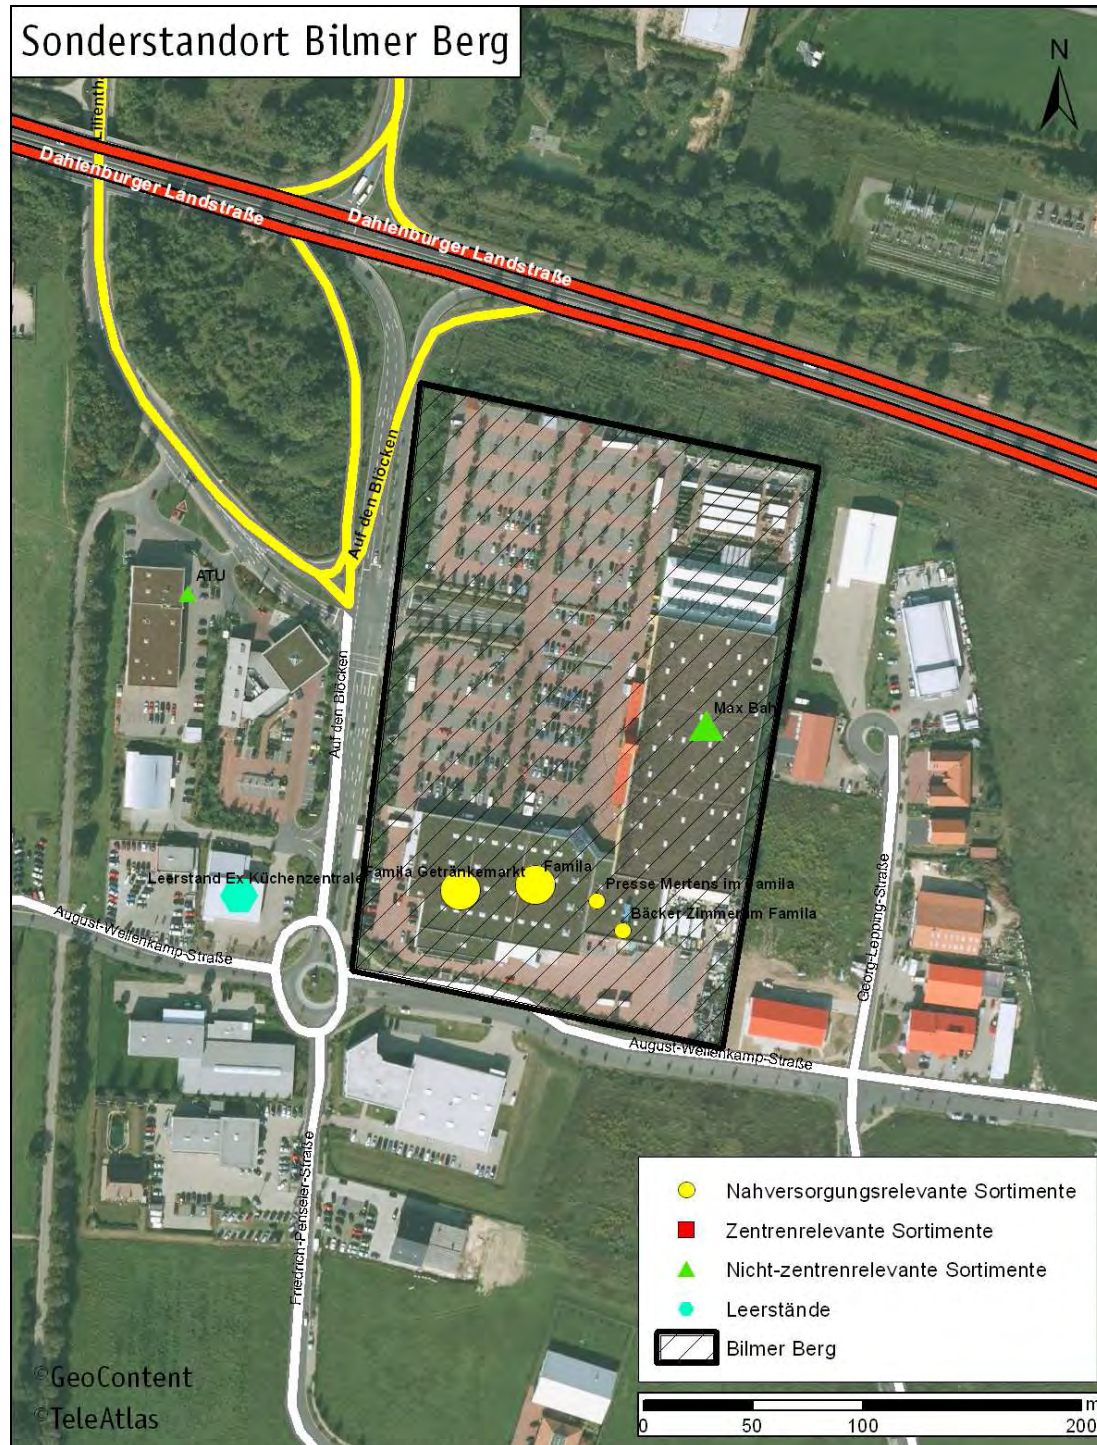 Sonderstandort Bilmer Berg
N
Lilienth
Dahlenburger Landstraße
Dahlenburger Landstraße
Auf den Blöcken
ATU
Auf den Blöcken
Max Bah
Famila
Leerstand Ex Küchenzentrale
Famila Getränkemarkt
Presse Mertens im Famila
Bäcker Zimmer im Famila
August-Wellenkamp-Straße
Georg-Lepping-Straße
August-Wellenkamp-Straße
Friedrich-Penseler-Straße
Nahversorgungsrelevante Sortimente
Zentrenrelevante Sortimente
Nicht-zentrenrelevante Sortimente
Leerstände
Bilmer Berg
©GeoContent
©TeleAtlas
m
0 50 100 200